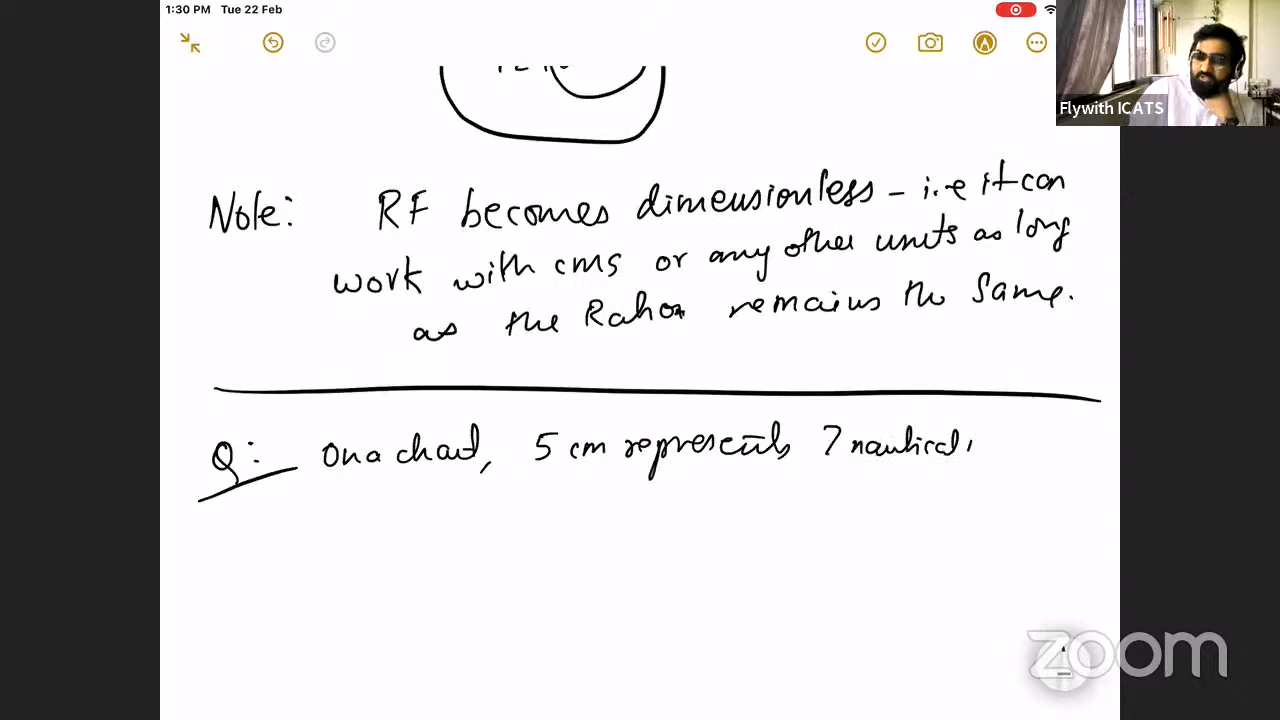 1:30 PM Tue 22 Feb
Flywith ICATS
Note: RF becomes dimensionless - i.e it can
work with cms or any other units as long
as the Ratio remains the same.
Q: On a chart, 5 cm represents 7 nautical
zoom